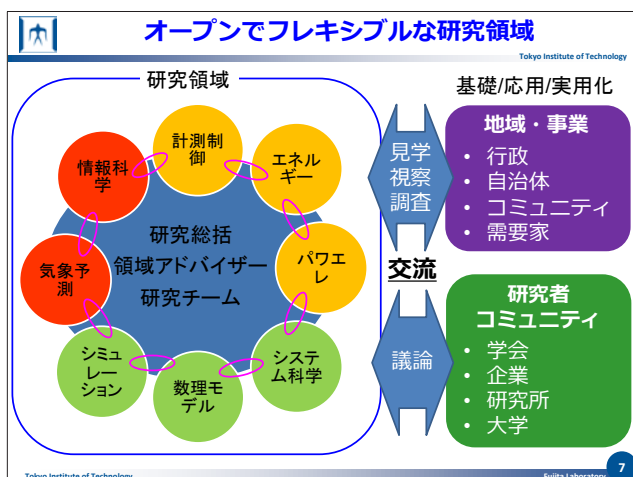 オープンでフレキシブルな研究領域
Tokyo Institute of Technology
研究領域
計測制
御
エネル
ギー
パワエ
レ
システ
ム科学
数理モ
デル
シミュ
レー
ション
気象予
測
情報科
学
研究総括
領域アドバイザー
研究チーム
見学
視察
調査
交流
議論
基礎/応用/実用化
地域・事業
• 行政
• 自治体
• コミュニティ
• 需要家
研究者
コミュニティ
• 学会
• 企業
• 研究所
• 大学
7
Tokyo Institute of Technology
Fujita Laboratory